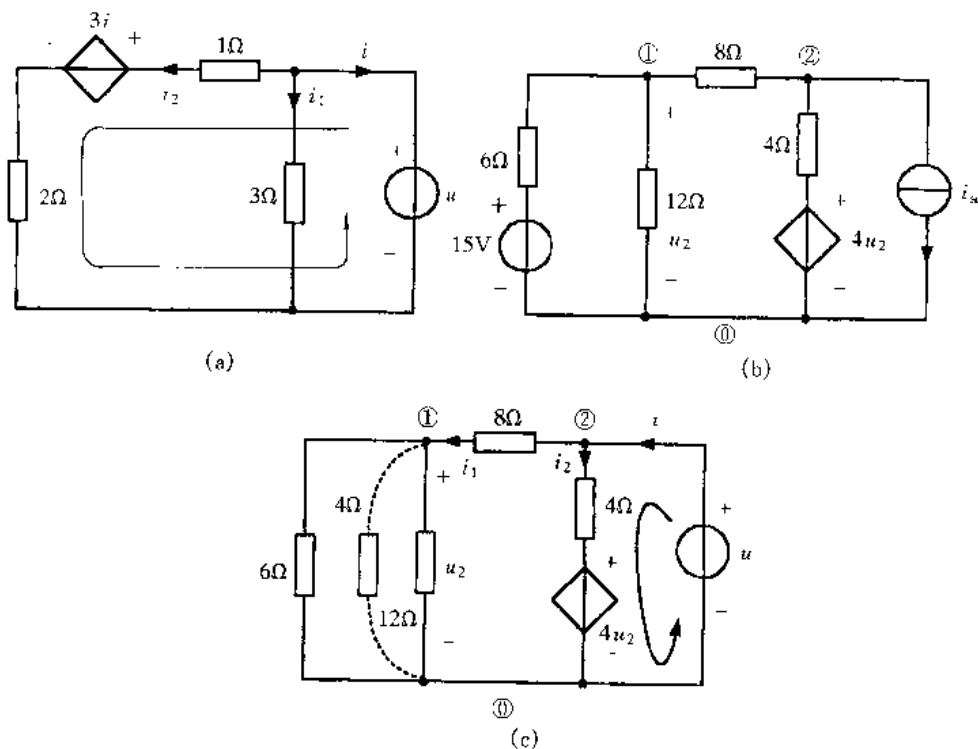 3i
+
1Ω
i
i₂
i₁
2Ω
3Ω
+
u
−
(a)
①
8Ω
②
+
6Ω
4Ω
+
12Ω
+
iₛc
15V
u₂
4u₂
−
−
−
⓪
(b)
①
8Ω
②
i
+
i₁
i₂
4Ω
4Ω
+
+
6Ω
u₂
u
12Ω
4u₂
−
−
−
⓪
(c)